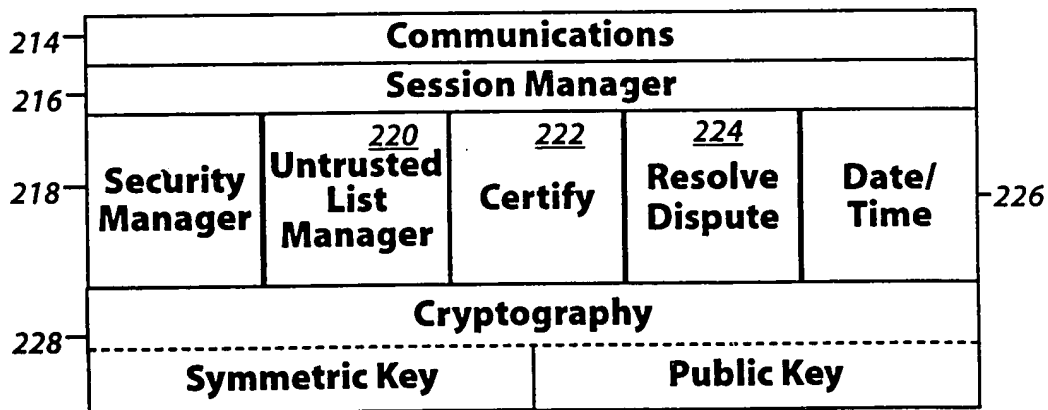 214
Communications
216
Session Manager
218
Security
Manager
220
Untrusted
List
Manager
222
Certify
224
Resolve
Dispute
Date/
Time
226
228
Cryptography
Symmetric Key
Public Key